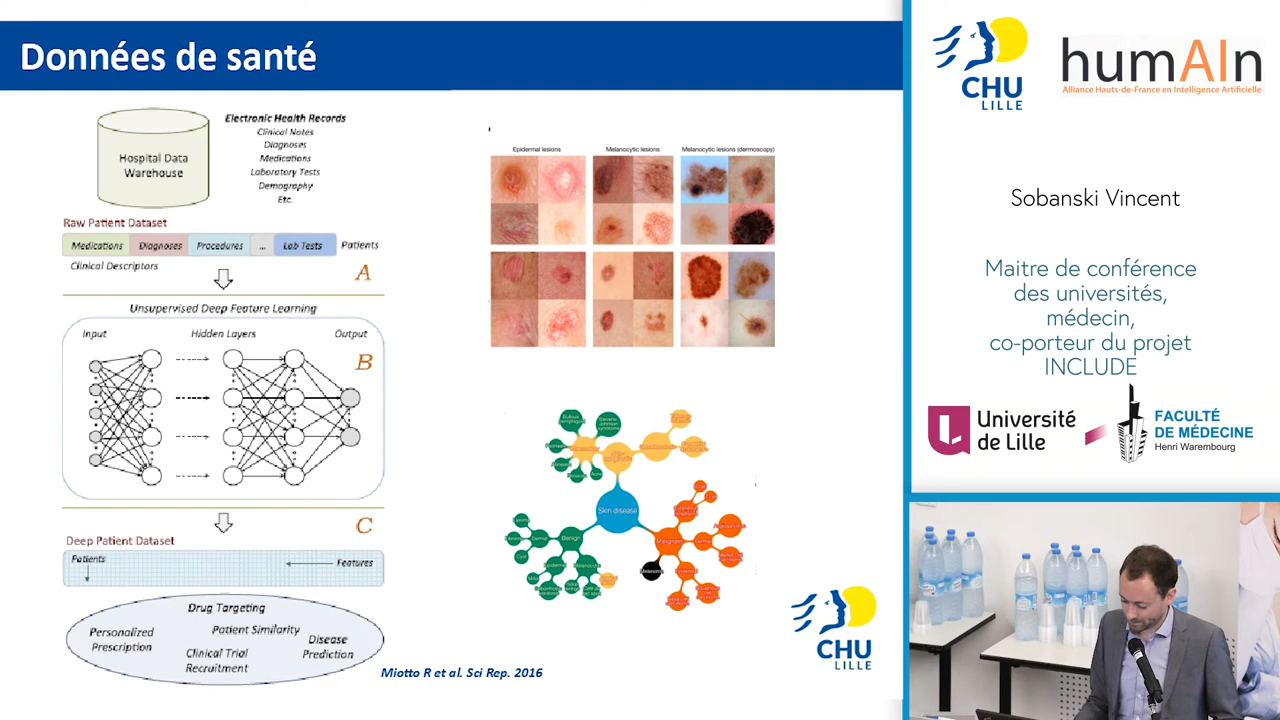 Données de santé
Hospital Data
Warehouse
Electronic Health Records
Clinical Notes
Diagnoses
Medications
Laboratory Tests
Demography
Etc.
Raw Patient Dataset
Medications
Diagnoses
Procedures
...
Lab Tests
Patients
Clinical Descriptors
A
Unsupervised Deep Feature Learning
Input
Hidden Layers
Output
B
C
Deep Patient Dataset
Patients
Features
Drug Targeting
Personalized
Prescription
Patient Similarity
Clinical Trial
Recruitment
Disease
Prediction
Miotto R et al. Sci Rep. 2016
Epidermal lesions
Melanocytic lesions
Melanocytic lesions (dermoscopy)
Skin disease
Benign
Malignant
Dermal
Epidermal
Melanoma
Dermal
Epidermal
CHU
LILLE
CHU
LILLE
humAIn
Alliance Hauts-de-France en Intelligence Artificielle
Sobanski Vincent
Maitre de conférence
des universités,
médecin,
co-porteur du projet
INCLUDE
Université
de Lille
FACULTÉ
DE MÉDECINE
Henri Warembourg